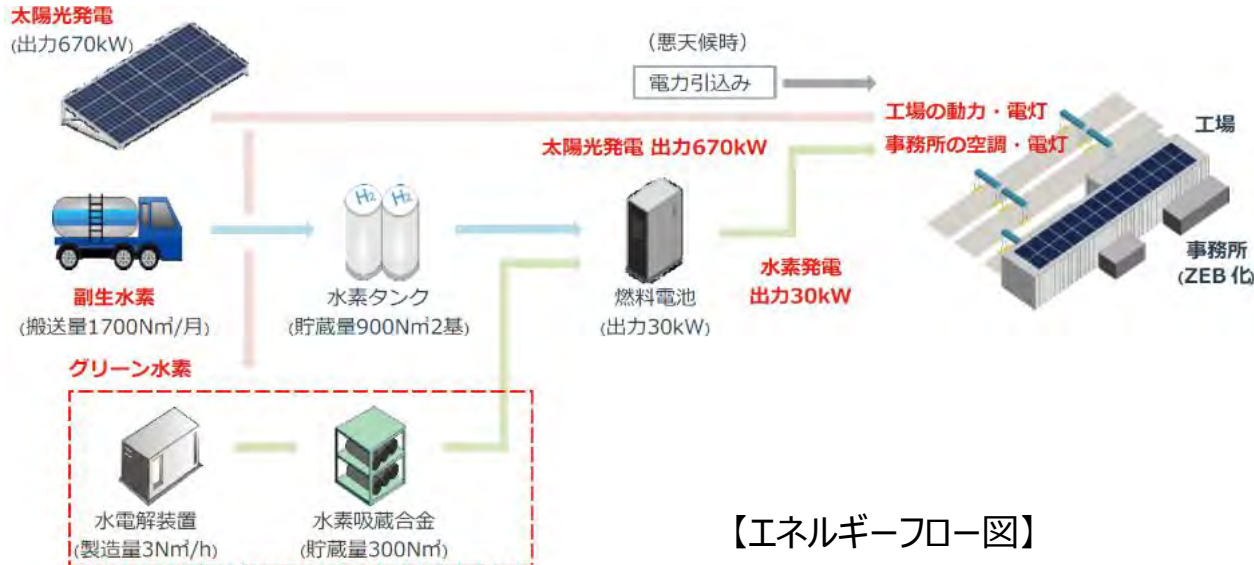 太陽光発電
(出力670kW)
(悪天候時)
電力引込み
工場の動力・電灯
事務所の空調・電灯
工場
太陽光発電 出力670kW
H2 H2
事務所
(ZEB 化)
副生水素
(搬送量1700N㎥/月)
水素タンク
(貯蔵量900N㎥2基)
燃料電池
(出力30kW)
水素発電
出力30kW
グリーン水素
水電解装置
(製造量3N㎥/h)
水素吸蔵合金
(貯蔵量300N㎥)
【エネルギーフロー図】